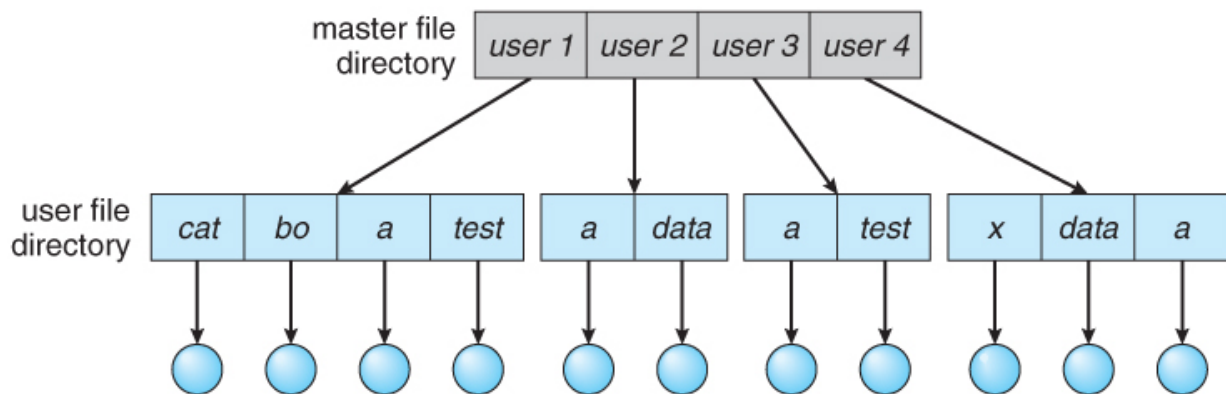 master file
directory
user 1 user 2 user 3 user 4
user file
directory
cat bo a test a data a test x data a